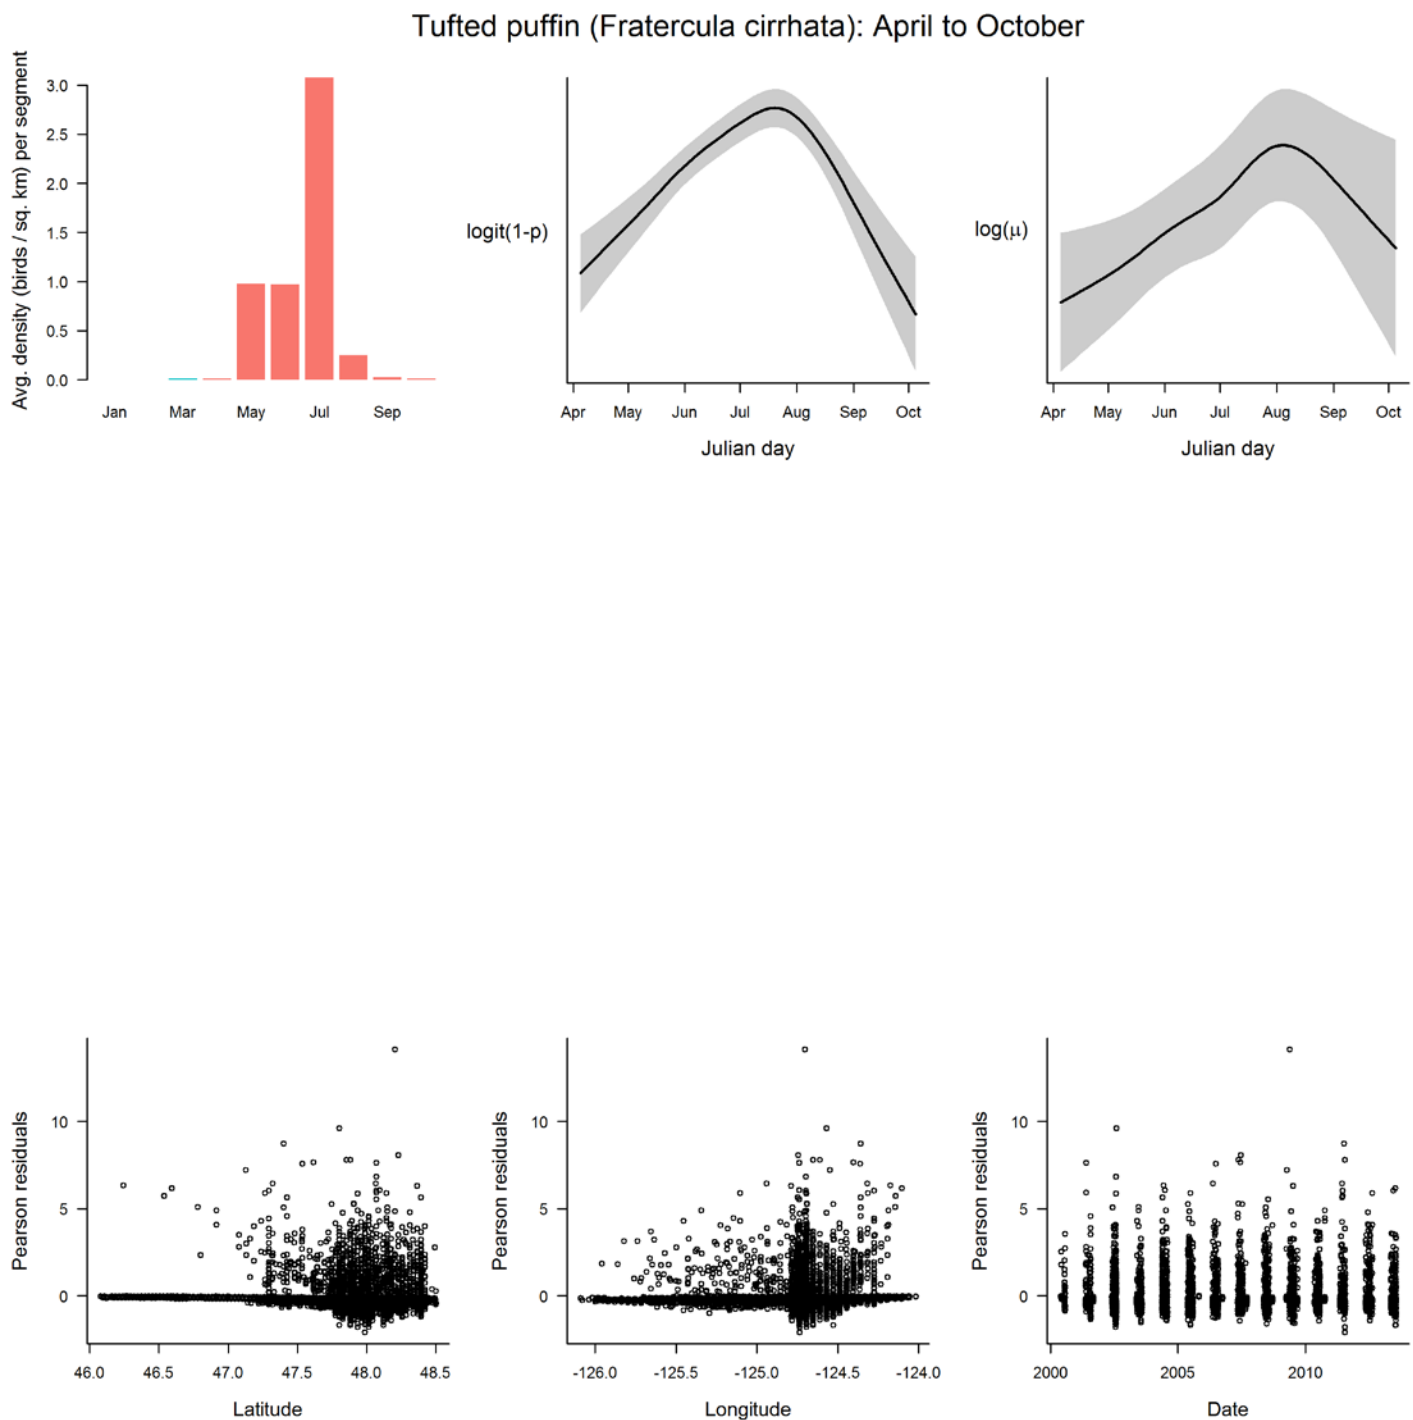 Tufted puffin (Fratercula cirrhata): April to October
Avg. density (birds / sq. km) per segment
3.0
2.5
2.0
1.5
1.0
0.5
0.0
Jan Mar May Jul Sep
logit(1-p)
Apr May Jun Jul Aug Sep Oct
Julian day
log(μ)
Apr May Jun Jul Aug Sep Oct
Julian day
Pearson residuals
10
5
0
46.0 46.5 47.0 47.5 48.0 48.5
Latitude
Pearson residuals
10
5
0
-126.0 -125.5 -125.0 -124.5 -124.0
Longitude
Pearson residuals
10
5
0
2000 2005 2010
Date